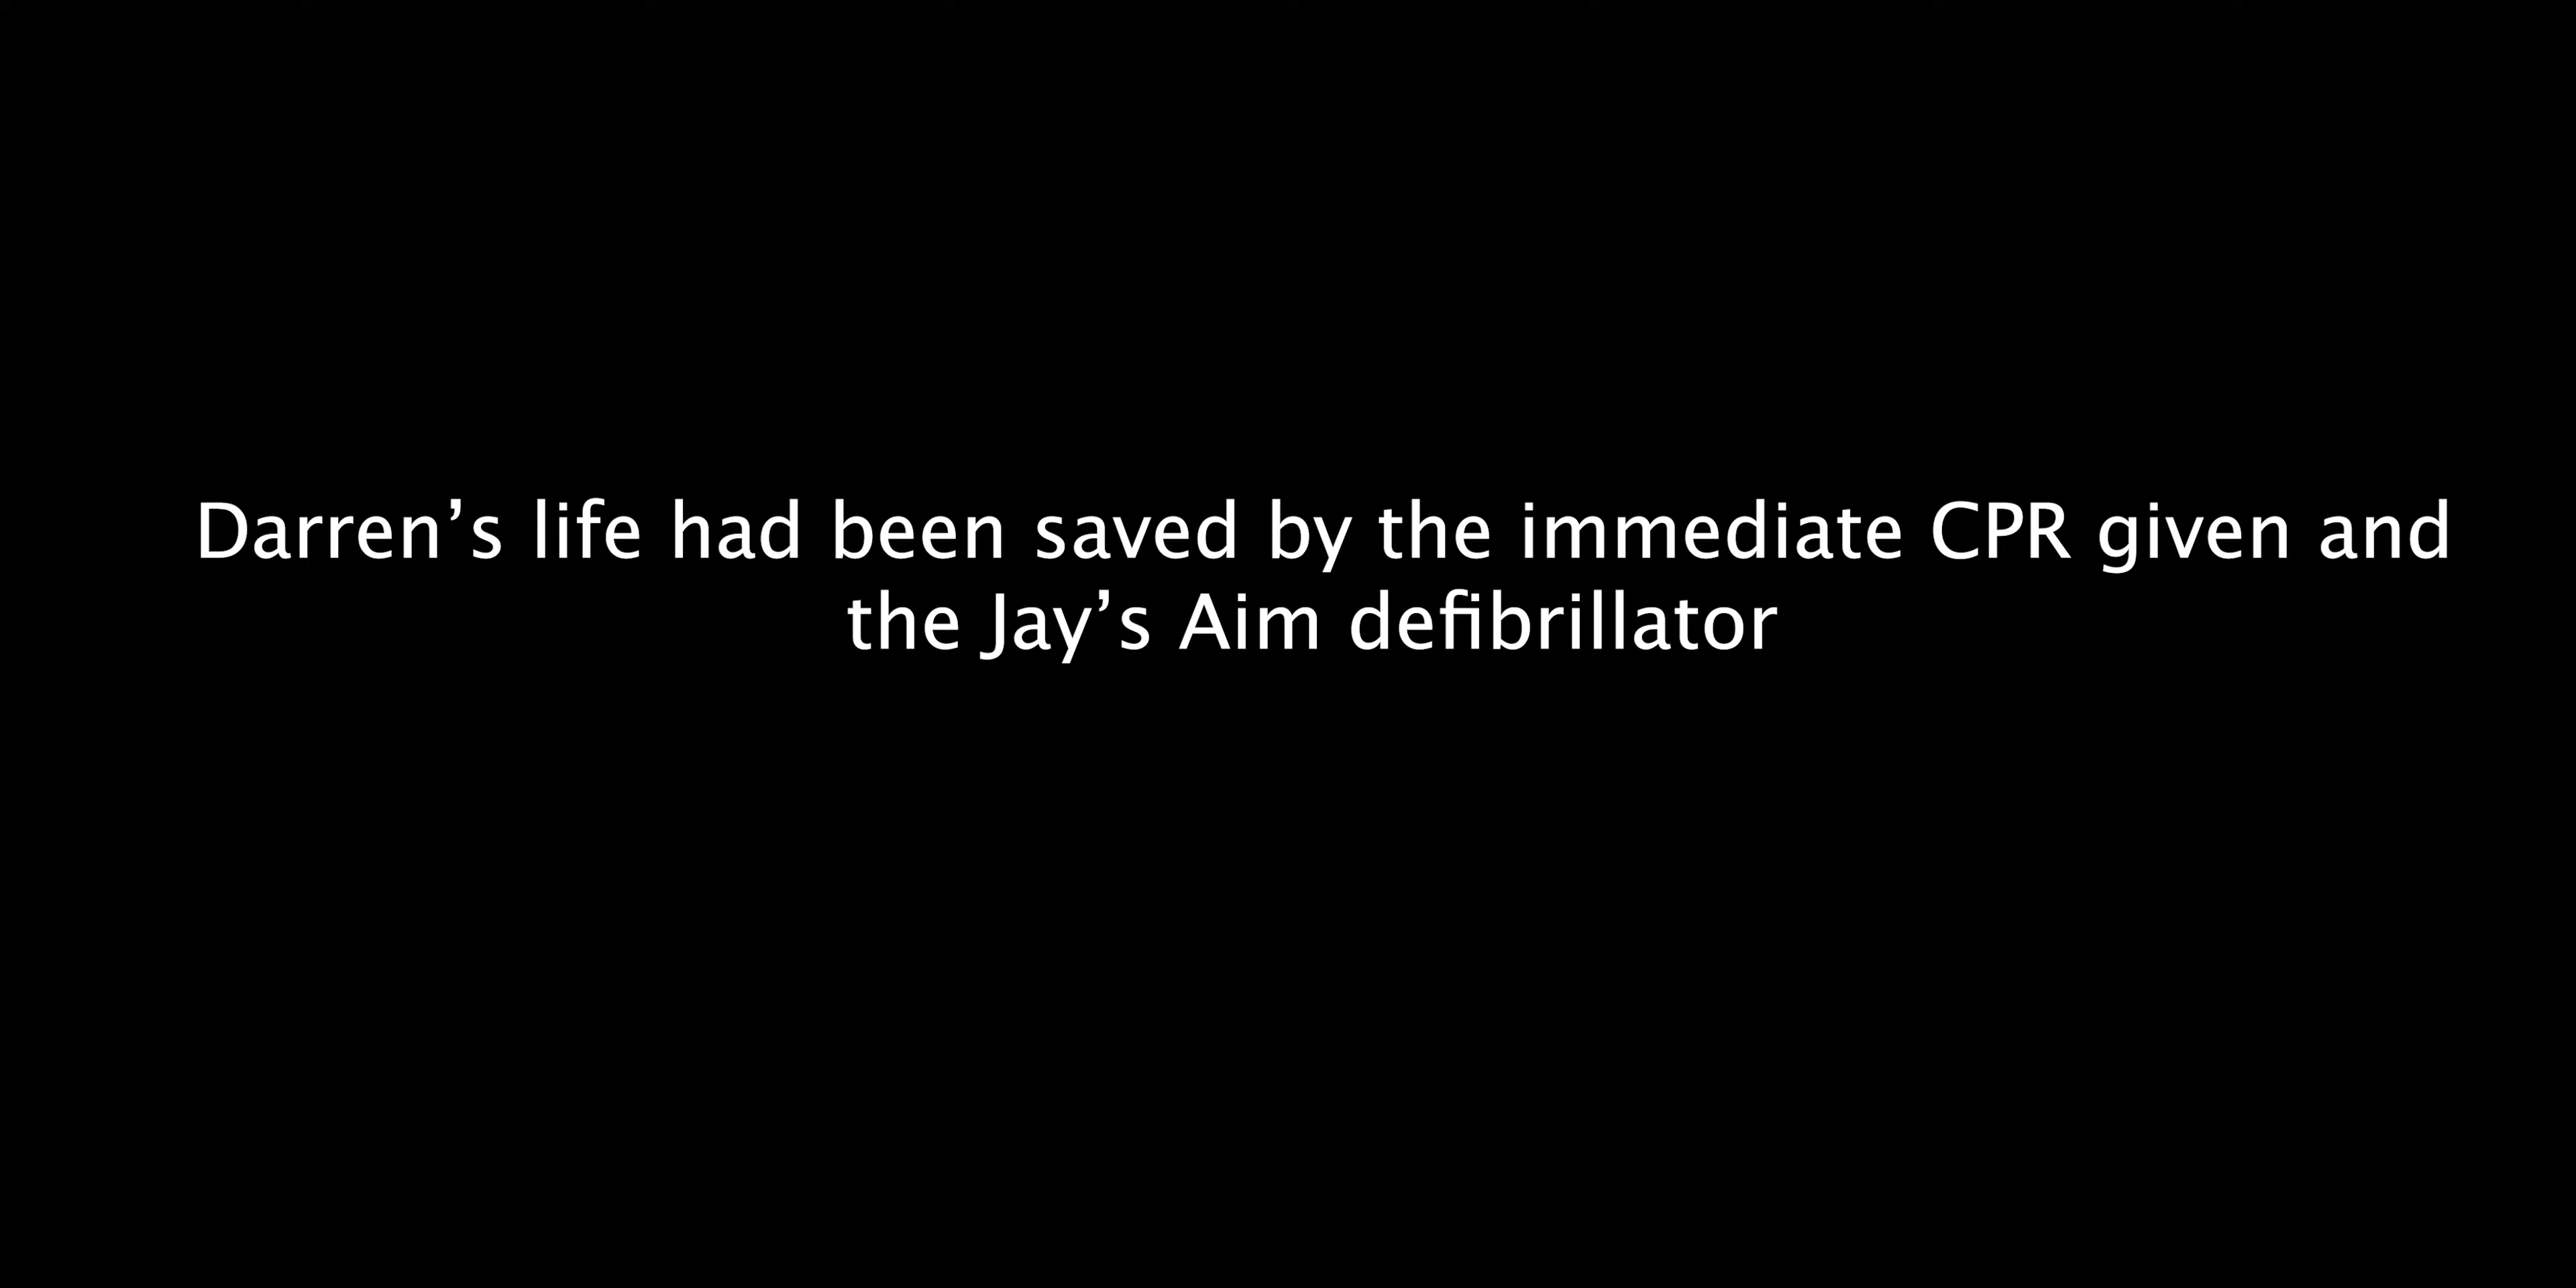 Darren’s life had been saved by the immediate CPR given and
the Jay’s Aim defibrillator